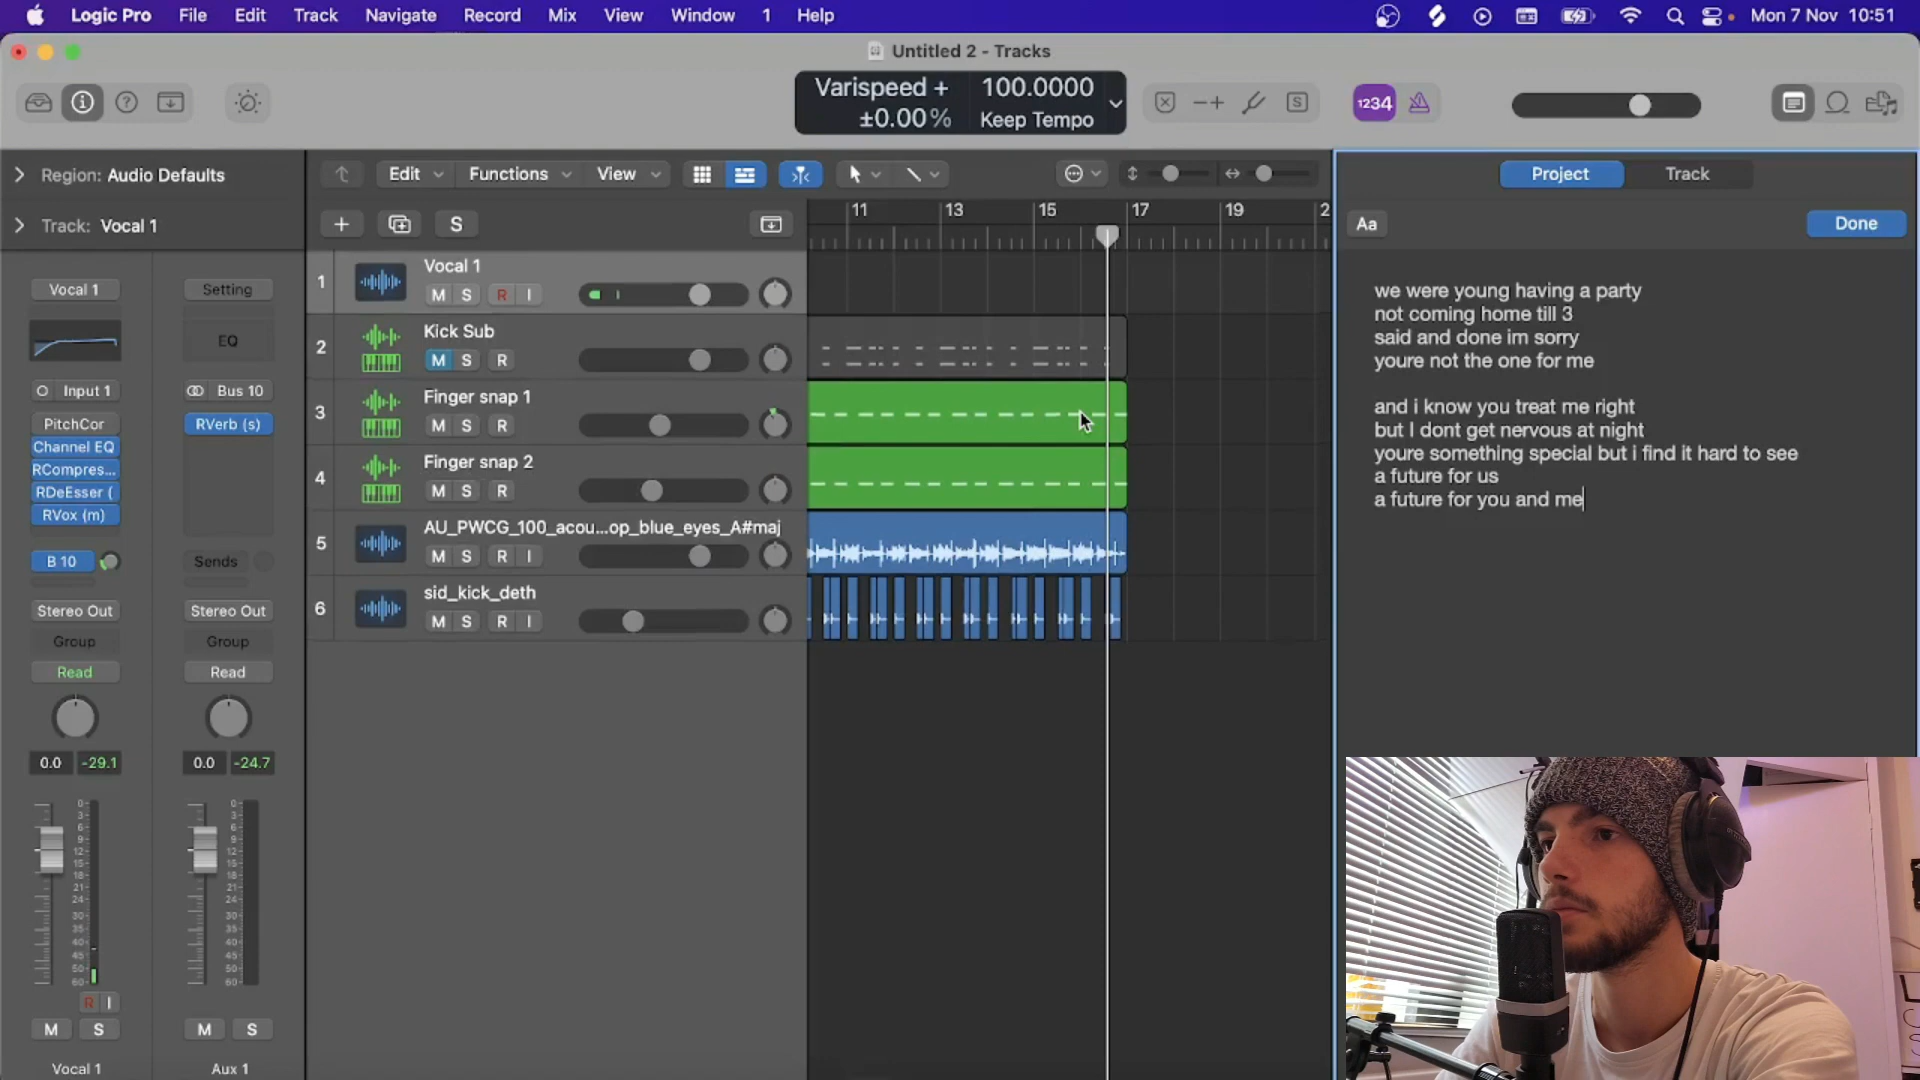 Logic Pro File Edit Track Navigate Record Mix View Window 1 Help Mon 7 Nov 10:51
Untitled 2 - Tracks
Varispeed + 100.0000
±0.00 % Keep Tempo
1234
Region: Audio Defaults
Edit Functions View
Project Track
Track: Vocal 1
S
11 13 15 17 19 2
Aa Done
Vocal 1 Setting
EQ
Input 1 Bus 10
PitchCor RVerb (s)
Channel EQ
RCompres...
RDeEsser (
RVox (m)
B 10 Sends
Stereo Out Stereo Out
Group Group
Read Read
0.0 -29.1 0.0 -24.7
R I
M S M S
Vocal 1 Aux 1
1 Vocal 1
M S R I
2 Kick Sub
M S R
3 Finger snap 1
M S R
4 Finger snap 2
M S R
5 AU_PWCG_100_acou...op_blue_eyes_A#maj
M S R I
6 sid_kick_deth
M S R I
we were young having a party
not coming home till 3
said and done im sorry
youre not the one for me
and i know you treat me right
but I dont get nervous at night
youre something special but i find it hard to see
a future for us
a future for you and me